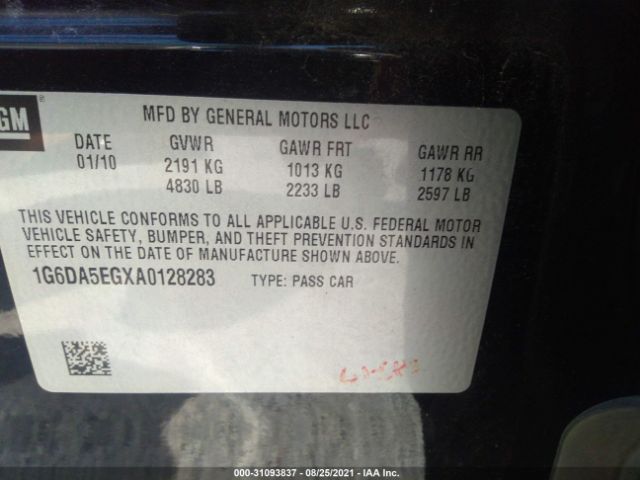 GM
®
MFD BY GENERAL MOTORS LLC
DATE GVWR GAWR FRT GAWR RR
01/10 2191 KG 1013 KG 1178 KG
4830 LB 2233 LB 2597 LB
THIS VEHICLE CONFORMS TO ALL APPLICABLE U.S. FEDERAL MOTOR
VEHICLE SAFETY, BUMPER, AND THEFT PREVENTION STANDARDS IN
EFFECT ON THE DATE OF MANUFACTURE SHOWN ABOVE.
1G6DA5EGXA0128283 TYPE: PASS CAR
000-31093837 - 08/25/2021 - IAA Inc.